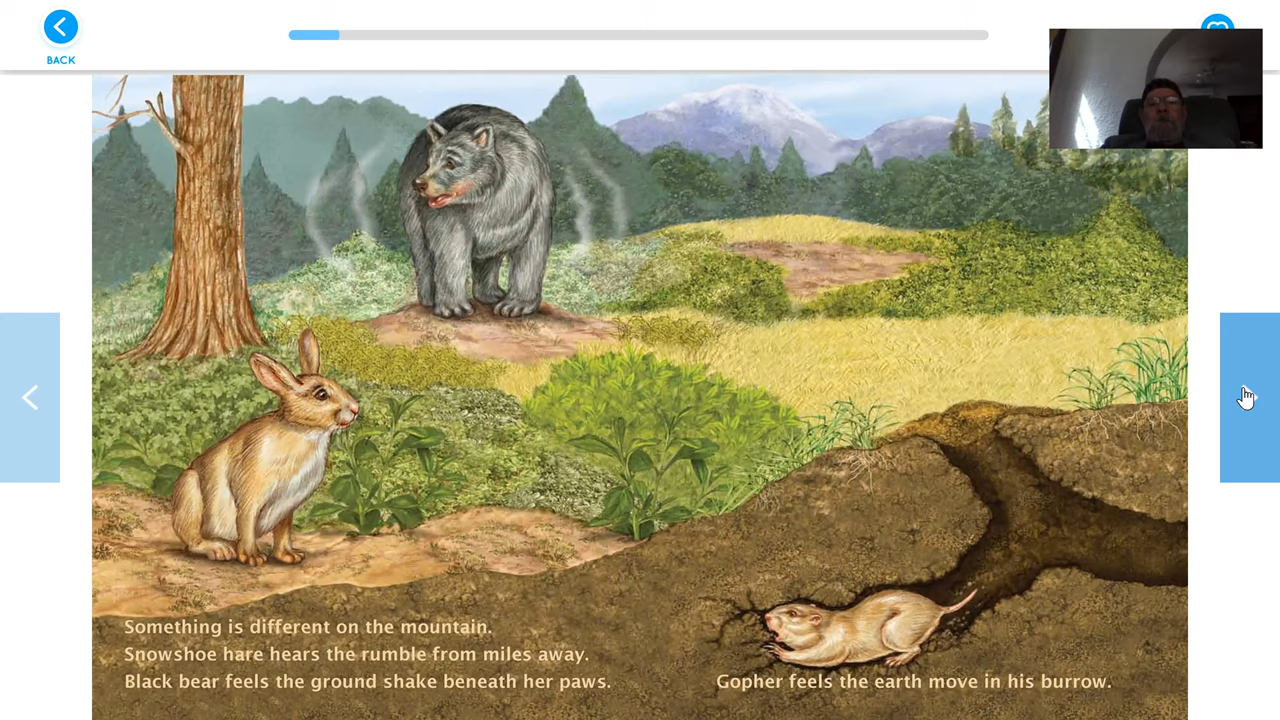 BACK
Something is different on the mountain.
Snowshoe hare hears the rumble from miles away.
Black bear feels the ground shake beneath her paws.
Gopher feels the earth move in his burrow.